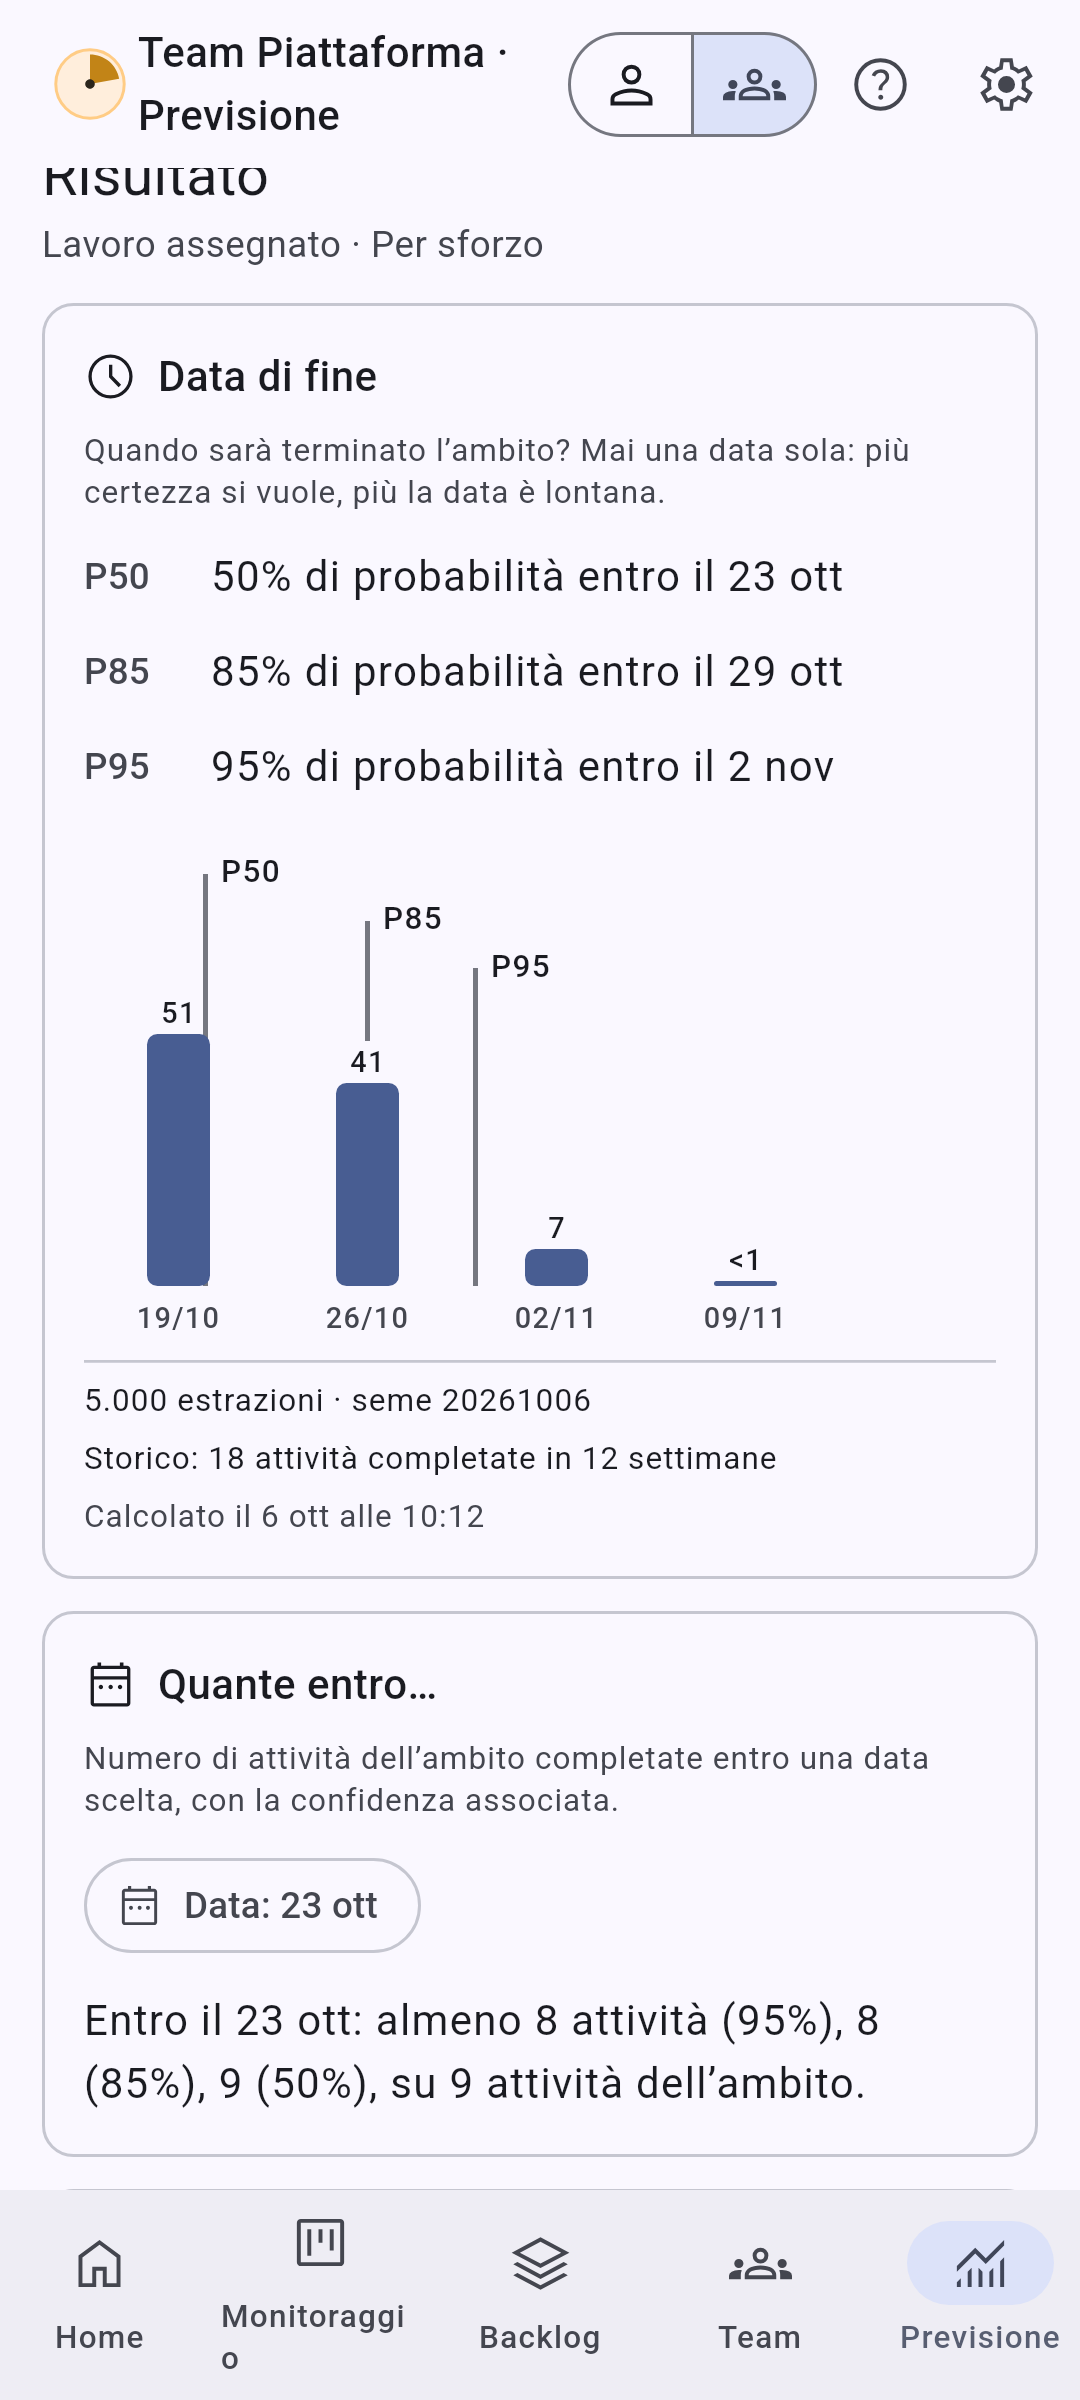 Team Piattaforma ·
Previsione
Risultato
Lavoro assegnato · Per sforzo
Data di fine
Quando sarà terminato l’ambito? Mai una data sola: più
certezza si vuole, più la data è lontana.
P50 50% di probabilità entro il 23 ott
P85 85% di probabilità entro il 29 ott
P95 95% di probabilità entro il 2 nov
P50
P85
P95
51
41
7
<1
19/10 26/10 02/11 09/11
5.000 estrazioni · seme 20261006
Storico: 18 attività completate in 12 settimane
Calcolato il 6 ott alle 10:12
Quante entro…
Numero di attività dell’ambito completate entro una data
scelta, con la confidenza associata.
Data: 23 ott
Entro il 23 ott: almeno 8 attività (95%), 8
(85%), 9 (50%), su 9 attività dell’ambito.
Home
Monitoraggi
o
Backlog
Team
Previsione